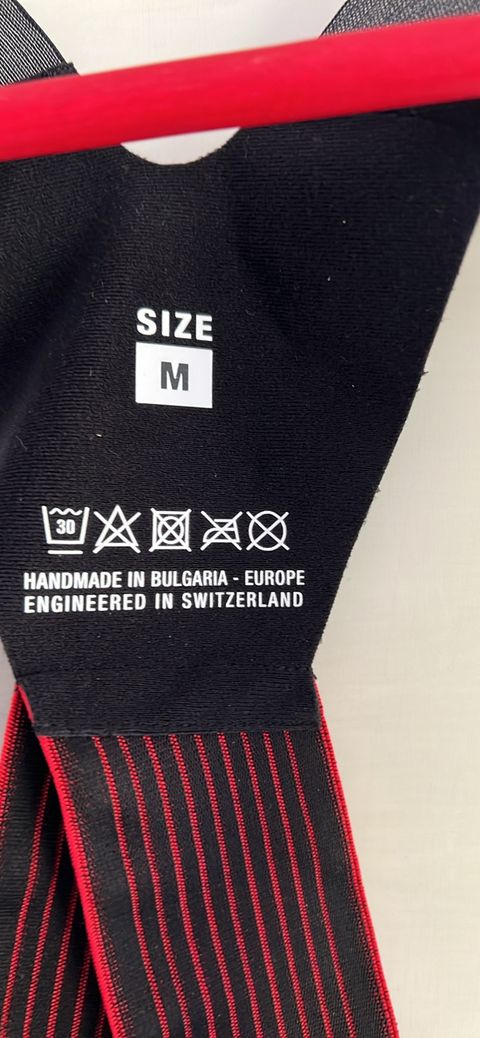 SIZE
M
30
HANDMADE IN BULGARIA - EUROPE
ENGINEERED IN SWITZERLAND